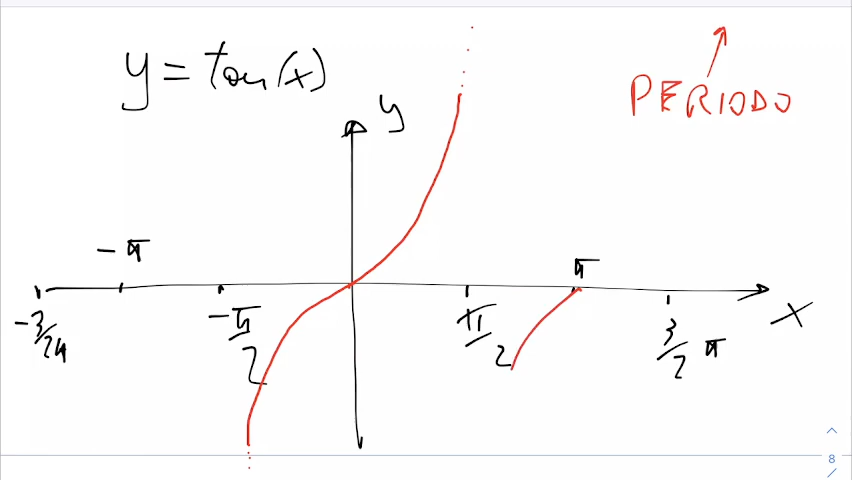 y = tan(x)
PERIODO
y
-π
π
-3/2π
-π/2
π/2
3/2 π
x
8